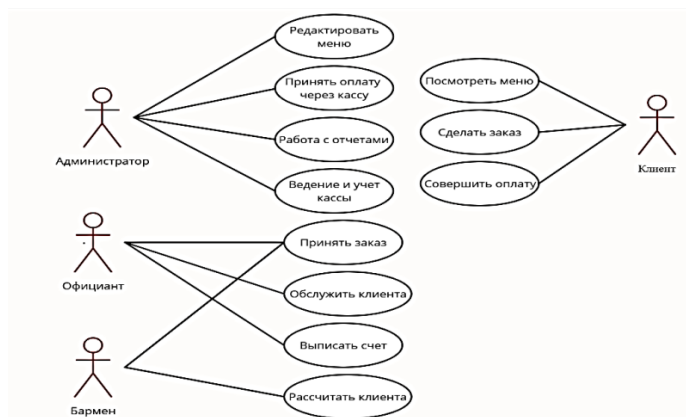 Редактировать
меню
Принять оплату
через кассу
Посмотреть меню
Администратор
Работа с отчетами
Сделать заказ
Клиент
Ведение и учет
кассы
Совершить оплату
Официант
Принять заказ
Обслужить клиента
Выписать счет
Бармен
Рассчитать клиента